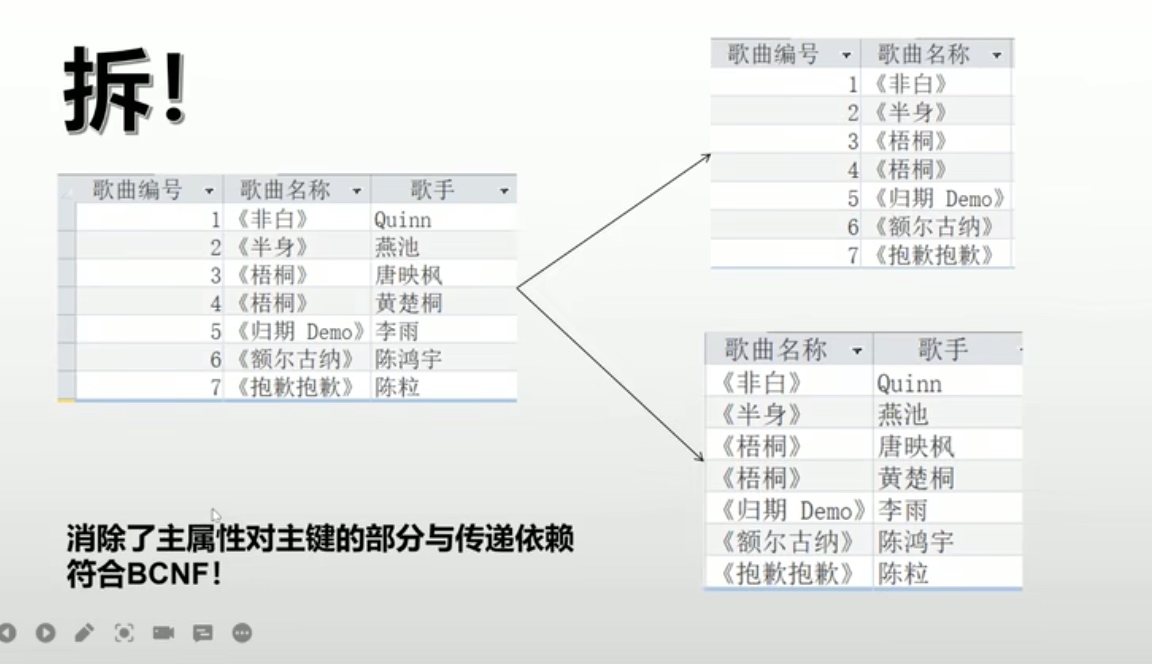 拆！
歌曲编号 歌曲名称 歌手
1 《非白》 Quinn
2 《半身》 燕池
3 《梧桐》 唐映枫
4 《梧桐》 黄楚桐
5 《归期 Demo》 李雨
6 《额尔古纳》 陈鸿宇
7 《抱歉抱歉》 陈粒
歌曲编号 歌曲名称
1 《非白》
2 《半身》
3 《梧桐》
4 《梧桐》
5 《归期 Demo》
6 《额尔古纳》
7 《抱歉抱歉》
歌曲名称 歌手
《非白》 Quinn
《半身》 燕池
《梧桐》 唐映枫
《梧桐》 黄楚桐
《归期 Demo》 李雨
《额尔古纳》 陈鸿宇
《抱歉抱歉》 陈粒
消除了主属性对主键的部分与传递依赖
符合BCNF！